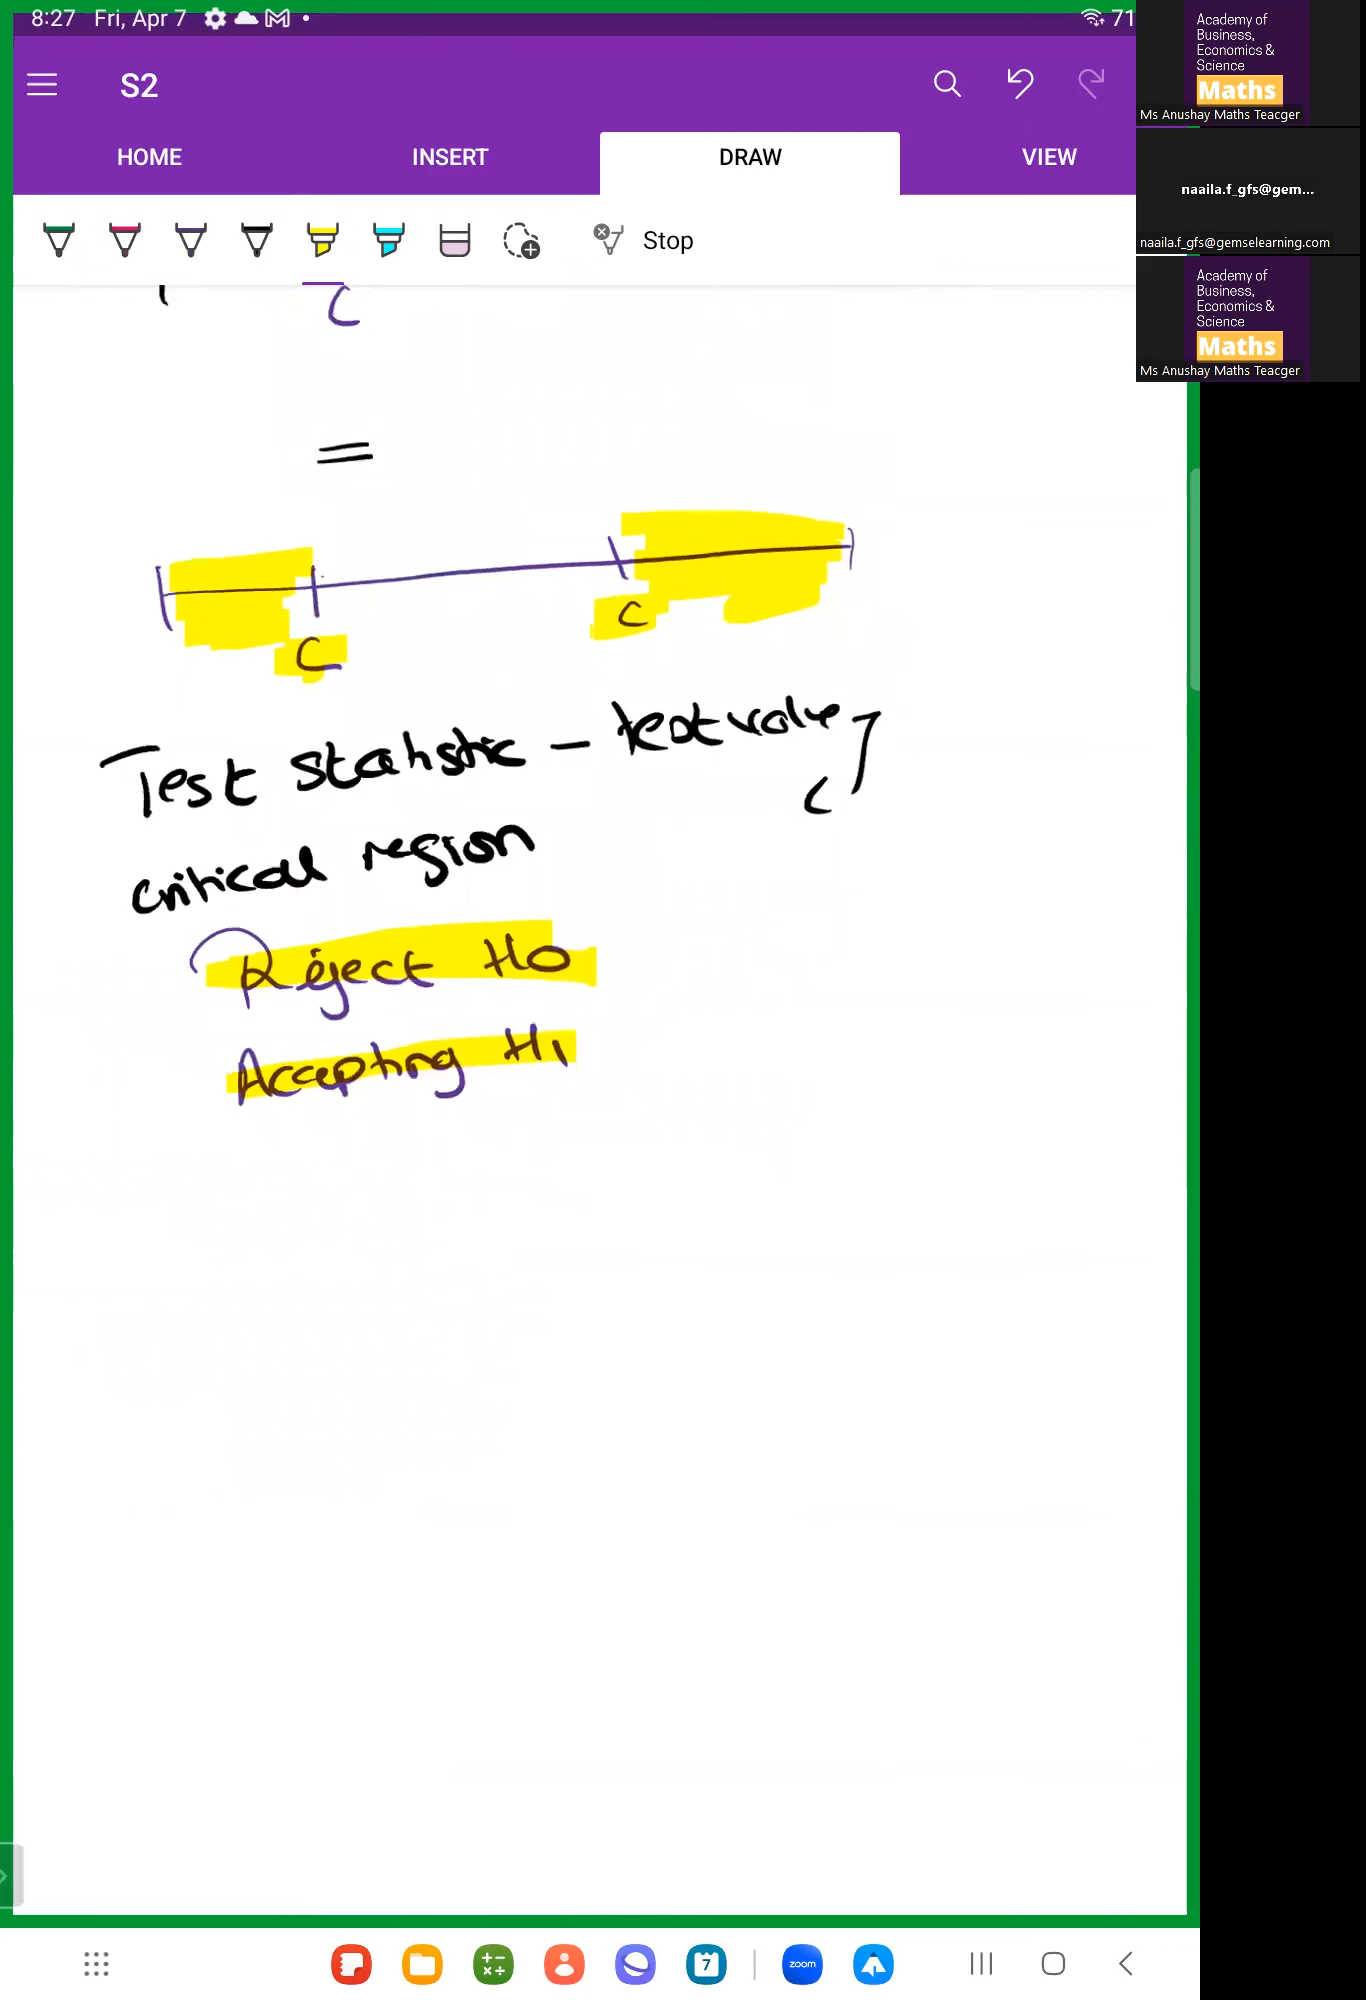 8:27 Fri, Apr 7
71
S2
HOME INSERT DRAW VIEW
Stop
C
=
C
C
Test statistic – test value
C
critical region
Reject H0
Accepting H1
Academy of
Business,
Economics &
Science
Maths
Ms Anushay Maths Teacger
naaila.f_gfs@gem...
naaila.f_gfs@gemselearning.com
Academy of
Business,
Economics &
Science
Maths
Ms Anushay Maths Teacger
7
zoom